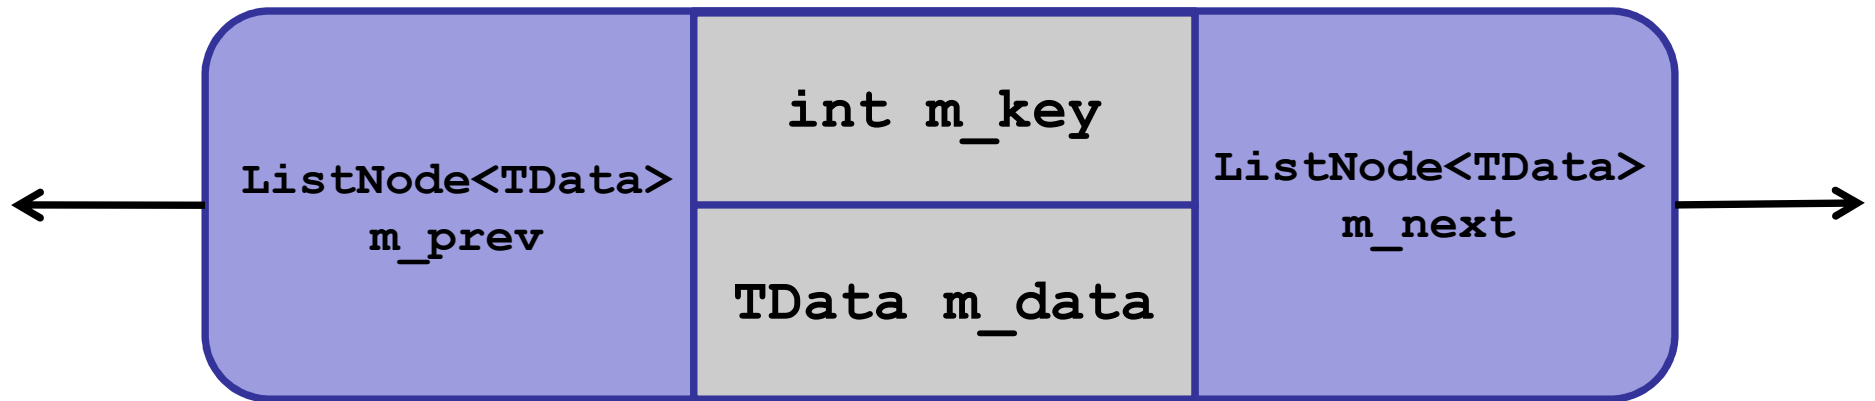 ListNode<TData>
m_prev
int m_key
TData m_data
ListNode<TData>
m_next